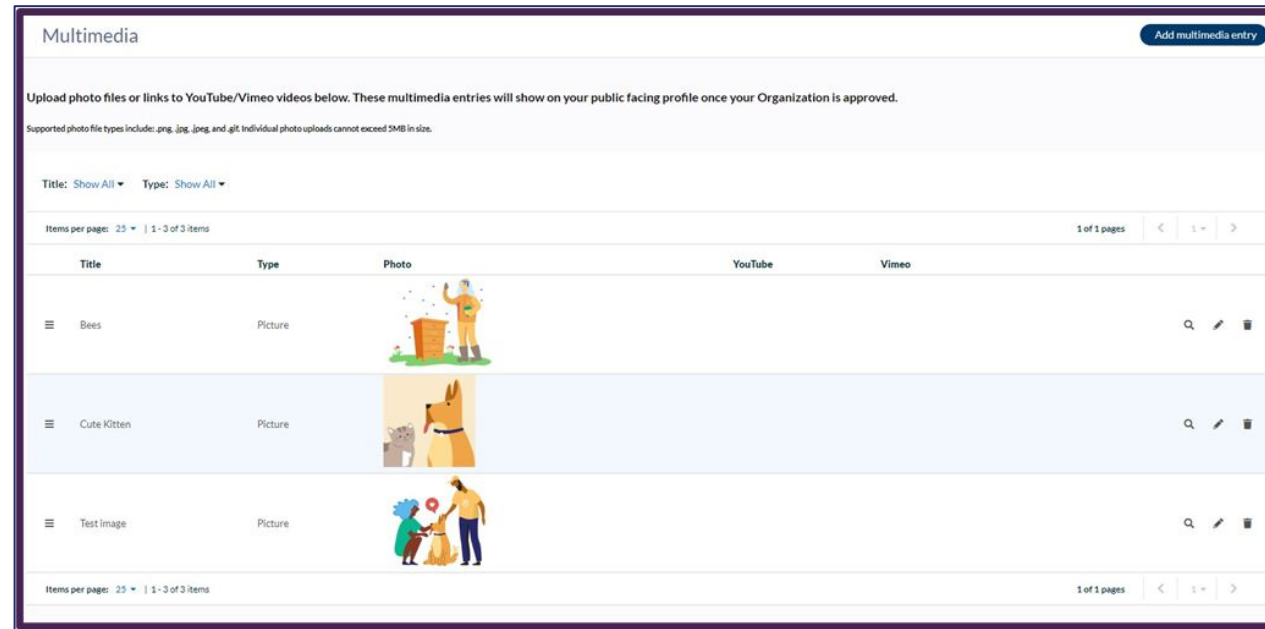 Multimedia
Add multimedia entry
Upload photo files or links to YouTube/Vimeo videos below. These multimedia entries will show on your public facing profile once your Organization is approved.
Supported photo file types include: .png, .jpg, .jpeg, and .git. Individual photo uploads cannot exceed 5MB in size.
Title: Show All Type: Show All
Items per page: 25 | 1 - 3 of 3 items 1 of 1 pages 1
Title Type Photo YouTube Vimeo
Bees Picture
Cute Kitten Picture
Test image Picture
Items per page: 25 | 1 - 3 of 3 items 1 of 1 pages 1